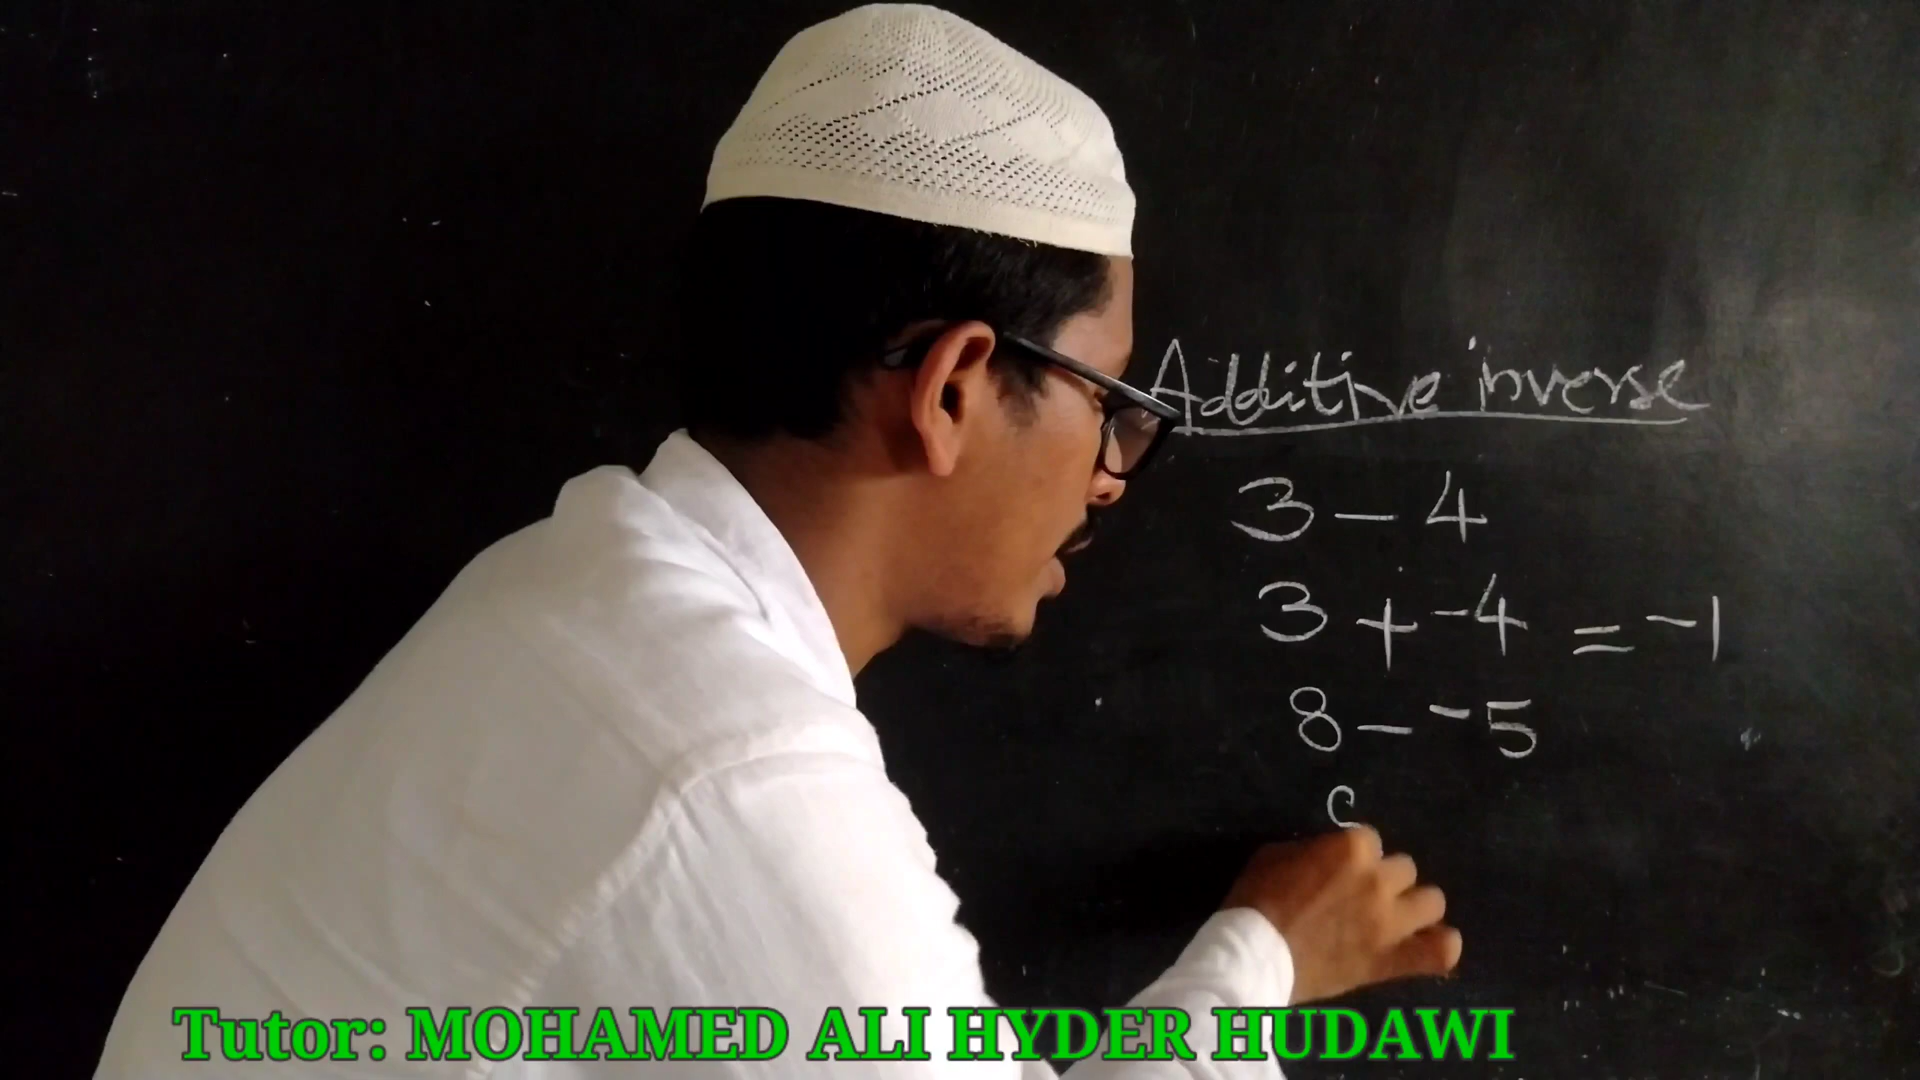 Additive inverse
3 - 4
3 + -4 = -1
8 - -5
Tutor: MOHAMED ALI HYDER HUDAWI